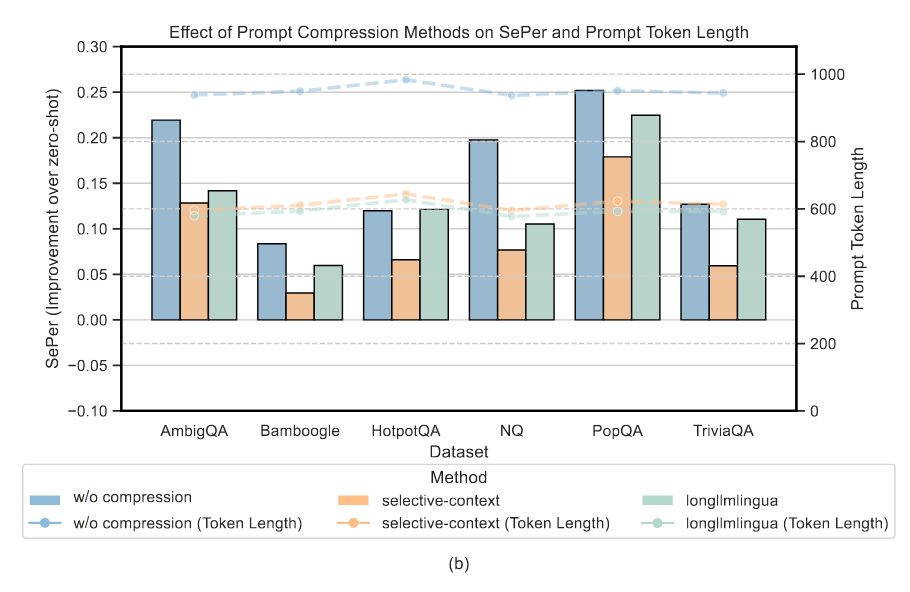 Effect of Prompt Compression Methods on SePer and Prompt Token Length
SePer (Improvement over zero-shot)
0.30
0.25
0.20
0.15
0.10
0.05
0.00
−0.05
−0.10
1000
800
600
400
200
0
Prompt Token Length
AmbigQA Bamboogle HotpotQA NQ PopQA TriviaQA
Dataset
Method
w/o compression selective-context longllmlingua
w/o compression (Token Length) selective-context (Token Length) longllmlingua (Token Length)
(b)